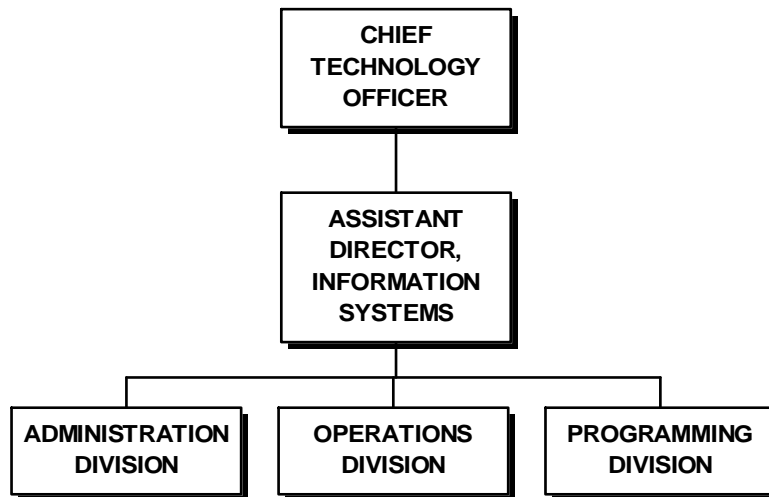 CHIEF
TECHNOLOGY
OFFICER
ASSISTANT
DIRECTOR,
INFORMATION
SYSTEMS
ADMINISTRATION
DIVISION
OPERATIONS
DIVISION
PROGRAMMING
DIVISION